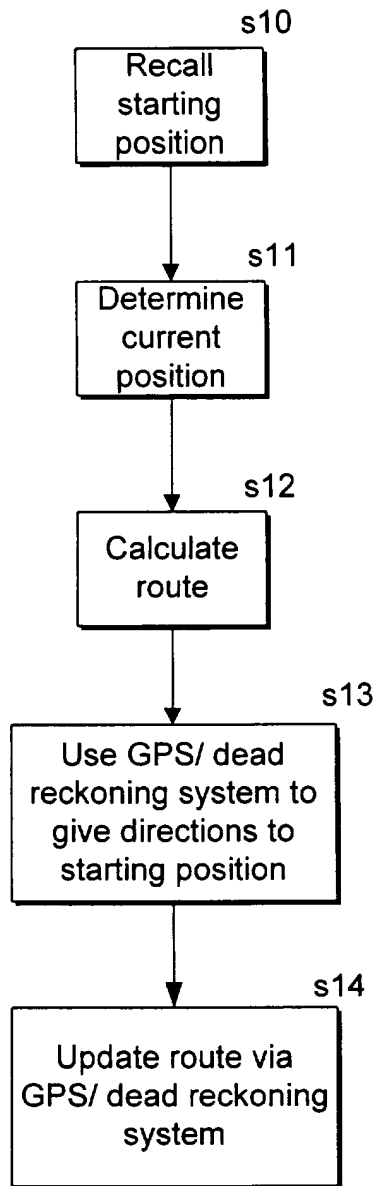 s10
Recall
starting
position
s11
Determine
current
position
s12
Calculate
route
s13
Use GPS/ dead
reckoning system to
give directions to
starting position
s14
Update route via
GPS/ dead reckoning
system